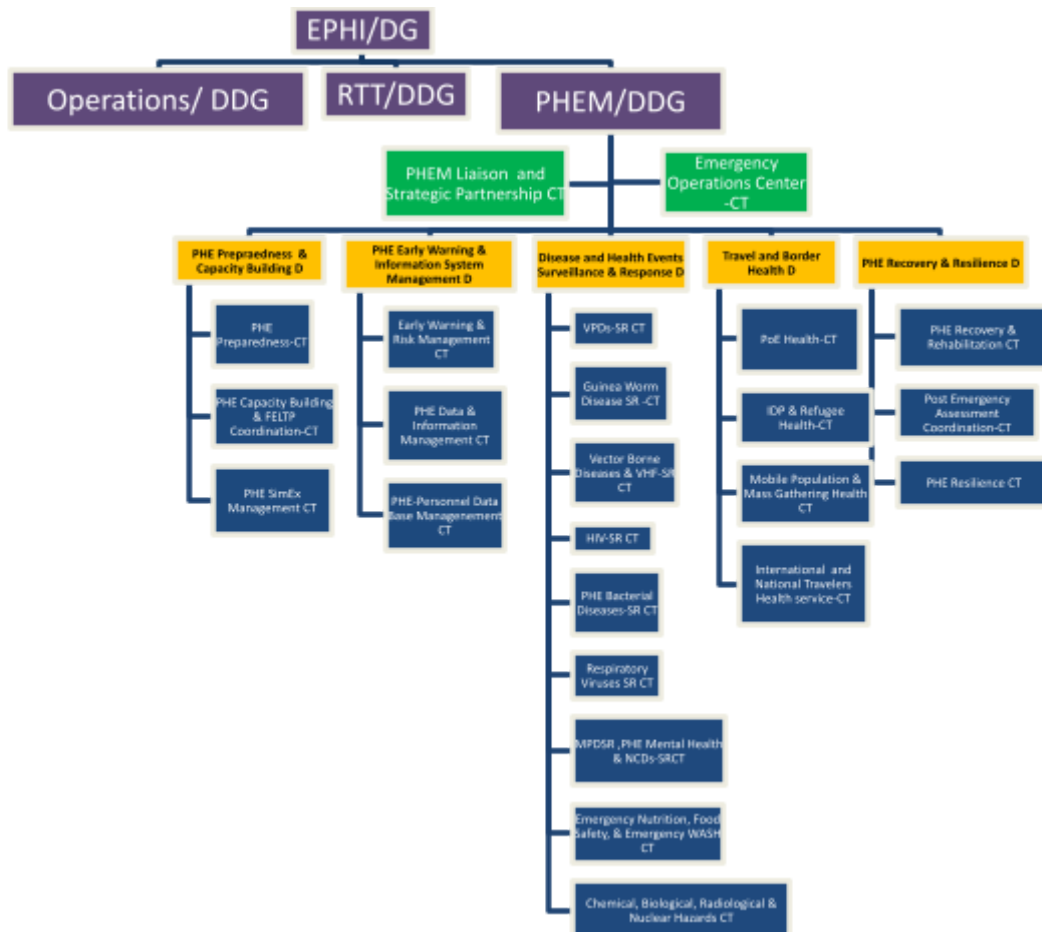 EPHI/DG
Operations/ DDG
RTT/DDG
PHEM/DDG
PHEM Liaison and
Strategic Partnership CT
Emergency
Operations Center
-CT
PHE Prepraedness &
Capacity Building D
PHE Early Warning &
Information System
Management D
Disease and Health Events
Surveillance & Response D
Travel and Border
Health D
PHE Recovery & Resilience D
PHE
Preparedness-CT
PHE Capacity Building
& FELTP
Coordination-CT
PHE SimEx
Management CT
Early Warning &
Risk Management
CT
PHE Data &
Information
Management CT
PHE-Personnel Data
Base Managenement
CT
VPDs-SR CT
Guinea Worm
Disease SR -CT
Vector Borne
Diseases & VHF-SR
CT
HIV-SR CT
PHE Bacterial
Diseases-SR CT
Respiratory
Viruses SR CT
MPDSR ,PHE Mental Health
& NCDs-SRCT
Emergency Nutrition, Food
Safety, & Emergency WASH
CT
Chemical, Biological, Radiological &
Nuclear Hazards CT
PoE Health-CT
IDP & Refugee
Health-CT
Mobile Population &
Mass Gathering Health
CT
International and
National Travelers
Health service-CT
PHE Recovery &
Rehabilitation CT
Post Emergency
Assessment
Coordination-CT
PHE Resilience CT